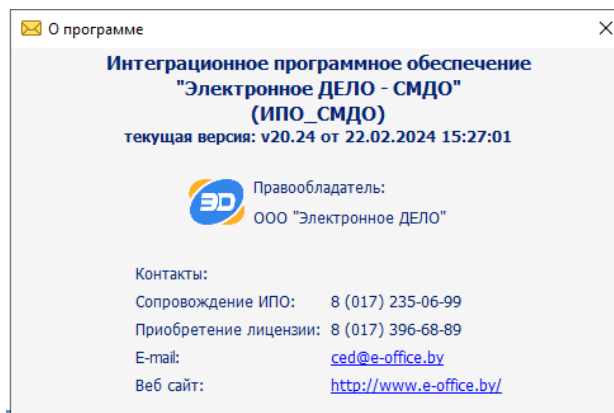 О программе
Интеграционное программное обеспечение
"Электронное ДЕЛО - СМДО"
(ИПО_СМДО)
текущая версия: v20.24 от 22.02.2024 15:27:01
ЭD
Правообладатель:
ООО "Электронное ДЕЛО"
Контакты:
Сопровождение ИПО: 8 (017) 235-06-99
Приобретение лицензии: 8 (017) 396-68-89
E-mail: ced@e-office.by
Веб сайт: http://www.e-office.by/